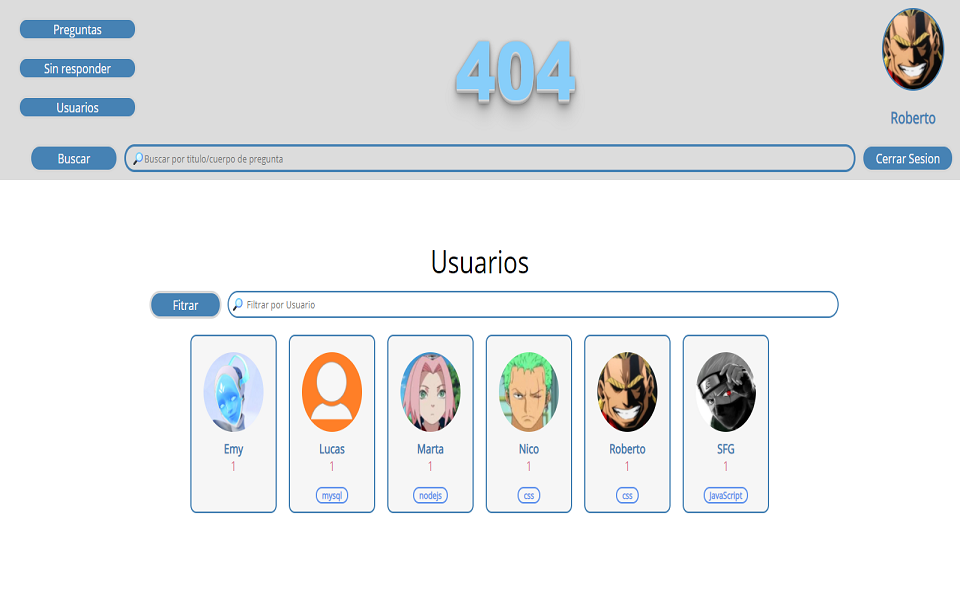 Preguntas
Sin responder
Usuarios
404
Roberto
Buscar
Buscar por titulo/cuerpo de pregunta
Cerrar Sesion
Usuarios
Fitrar
Filtrar por Usuario
Emy
1
Lucas
1
mysql
Marta
1
nodejs
Nico
1
css
Roberto
1
css
SFG
1
JavaScript